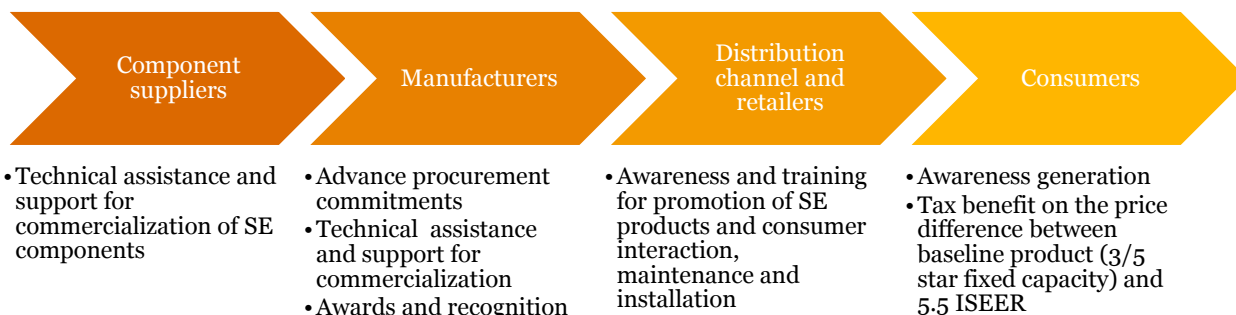 Component
suppliers
Manufacturers
Distribution
channel and
retailers
Consumers
•Technical assistance and
support for
commercialization of SE
components
•Advance procurement
commitments
•Technical assistance
and support for
commercialization
•Awards and recognition
•Awareness and training
for promotion of SE
products and consumer
interaction,
maintenance and
installation
•Awareness generation
•Tax benefit on the price
difference between
baseline product (3/5
star fixed capacity) and
5.5 ISEER